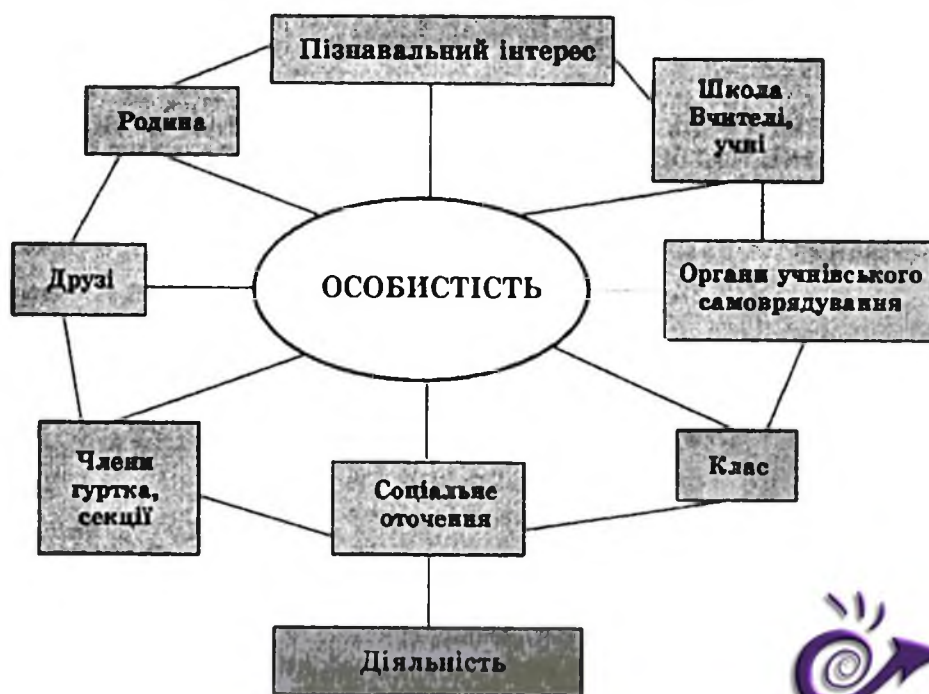 Пізнавальний інтерес
Школа
Вчителі,
учні
Родина
Друзі
ОСОБИСТІСТЬ
Органи учнівського
самоврядування
Члени
гуртка,
секції
Соціальне
оточення
Клас
Діяльність